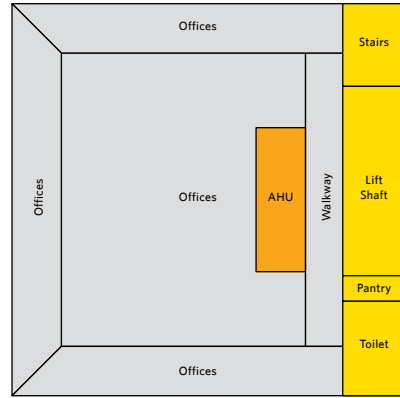 Offices
Stairs
Offices
Offices
AHU
Walkway
Lift
Shaft
Pantry
Toilet
Offices